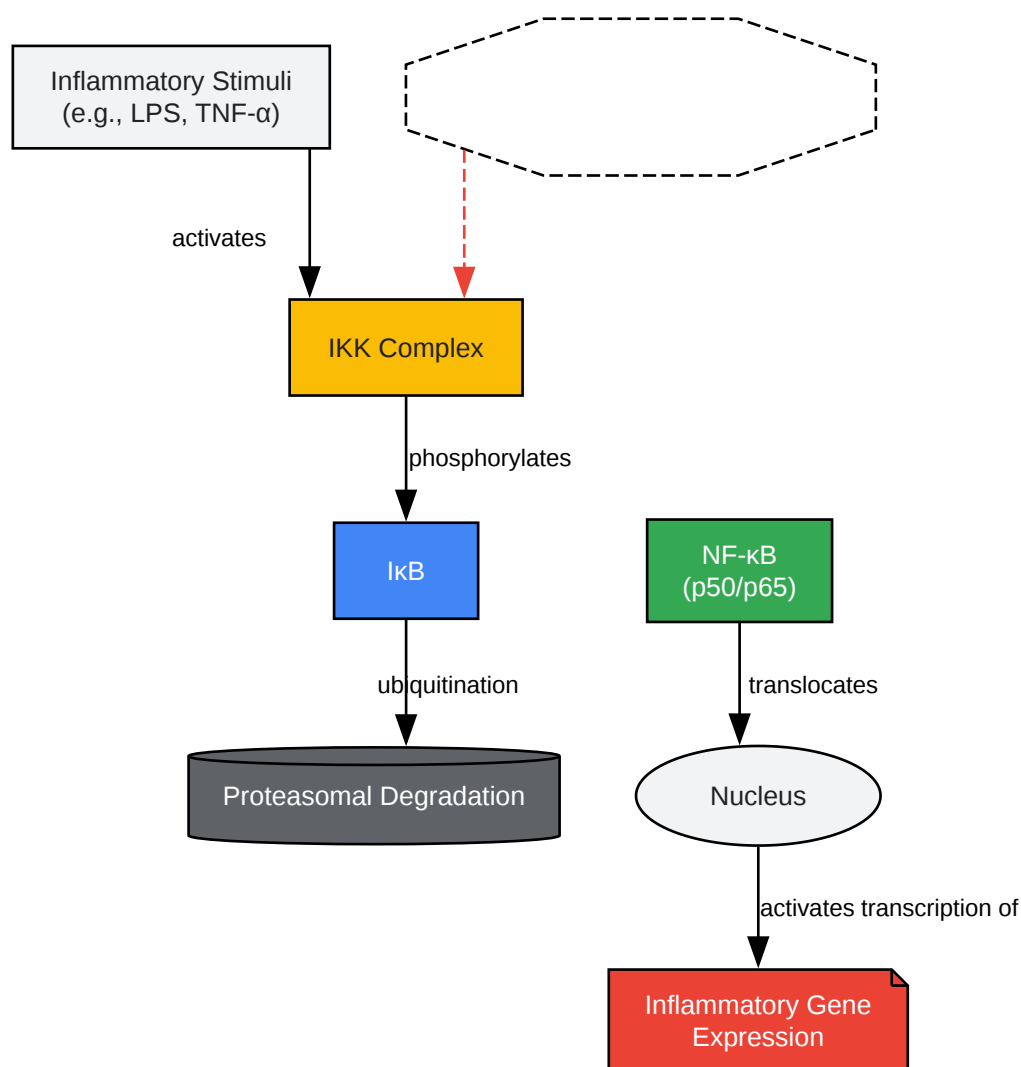 Inflammatory Stimuli
(e.g., LPS, TNF-α)
activates
IKK Complex
phosphorylates
IκB
NF-κB
(p50/p65)
ubiquitination
translocates
Proteasomal Degradation
Nucleus
activates transcription of
Inflammatory Gene
Expression